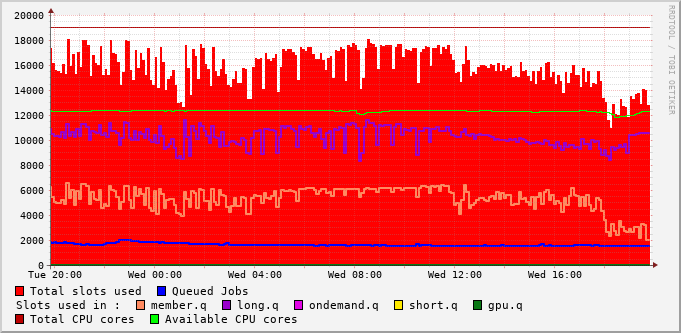 20000
18000
16000
14000
12000
10000
8000
6000
4000
2000
0
Tue 20:00 Wed 00:00 Wed 04:00 Wed 08:00 Wed 12:00 Wed 16:00
RRDTOOL / TOBI OETIKER
Total slots used Queued Jobs
Slots used in : member.q long.q ondemand.q short.q gpu.q
Total CPU cores Available CPU cores